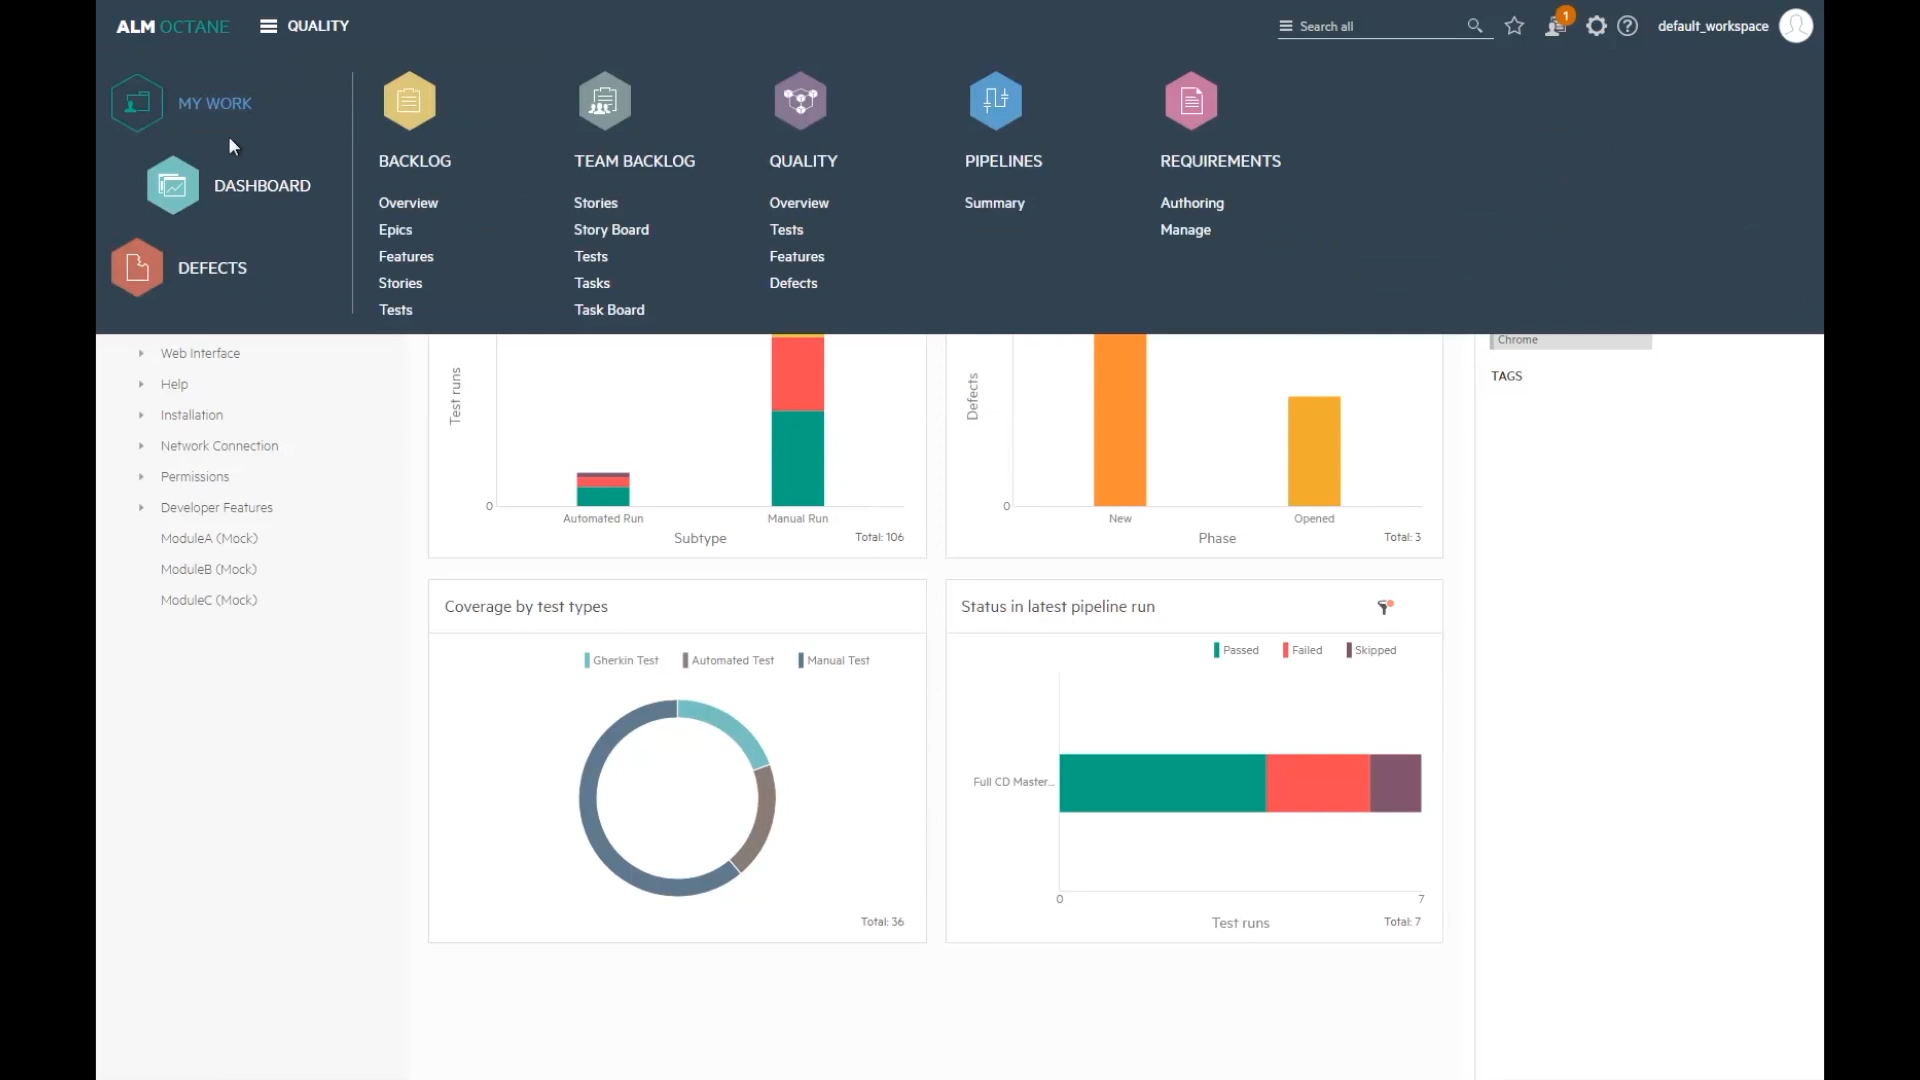 ALM OCTANE
QUALITY
Search all
1
default_workspace
MY WORK
DASHBOARD
DEFECTS
BACKLOG
Overview
Epics
Features
Stories
Tests
TEAM BACKLOG
Stories
Story Board
Tests
Tasks
Task Board
QUALITY
Overview
Tests
Features
Defects
PIPELINES
Summary
REQUIREMENTS
Authoring
Manage
Web Interface
Help
Installation
Network Connection
Permissions
Developer Features
ModuleA (Mock)
ModuleB (Mock)
ModuleC (Mock)
Test runs
0
Automated Run
Manual Run
Subtype
Total: 106
Defects
0
New
Opened
Phase
Total: 3
Chrome
TAGS
Coverage by test types
Gherkin Test
Automated Test
Manual Test
Total: 36
Status in latest pipeline run
Passed
Failed
Skipped
Full CD Master...
0
7
Test runs
Total: 7